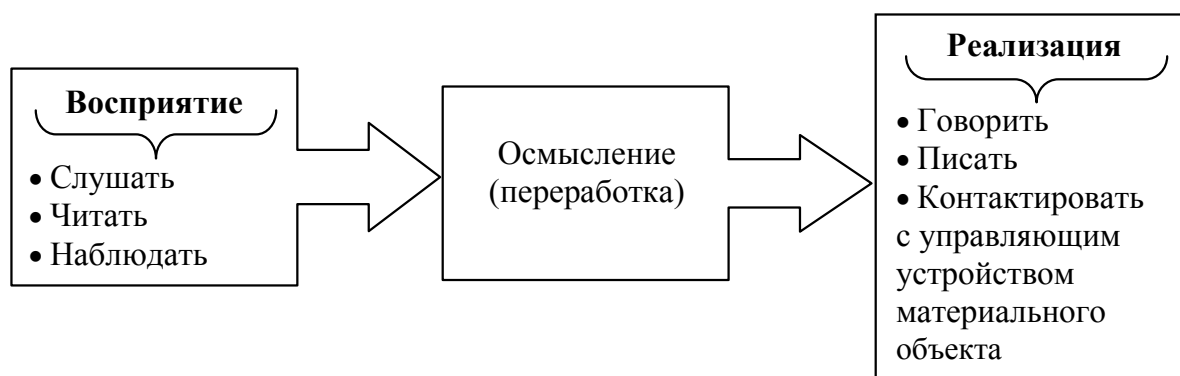 Восприятие
• Слушать
• Читать
• Наблюдать
Осмысление
(переработка)
Реализация
• Говорить
• Писать
• Контактировать
с управляющим
устройством
материального
объекта